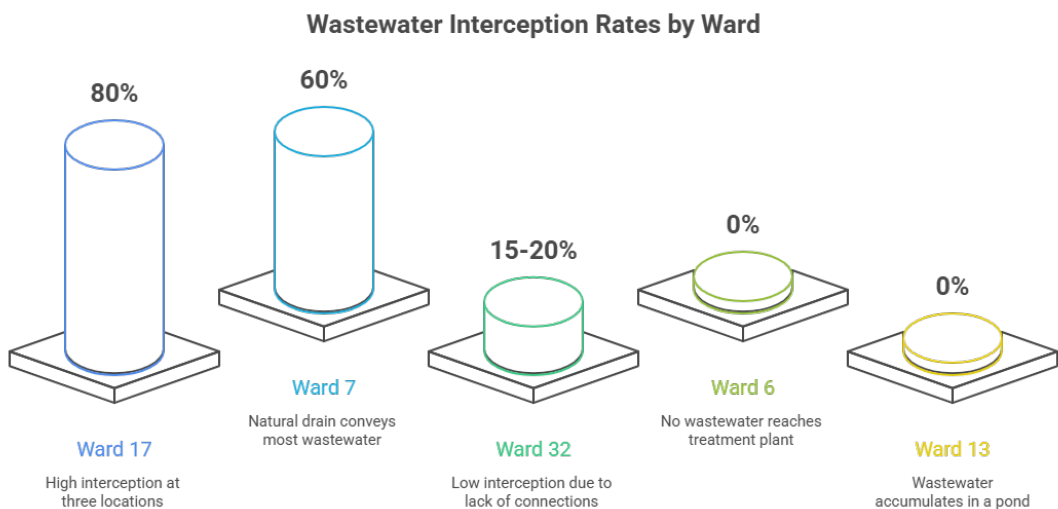 Wastewater Interception Rates by Ward
80%
60%
15-20%
0%
0%
Ward 17
High interception at
three locations
Ward 7
Natural drain conveys
most wastewater
Ward 32
Low interception due to
lack of connections
Ward 6
No wastewater reaches
treatment plant
Ward 13
Wastewater
accumulates in a pond